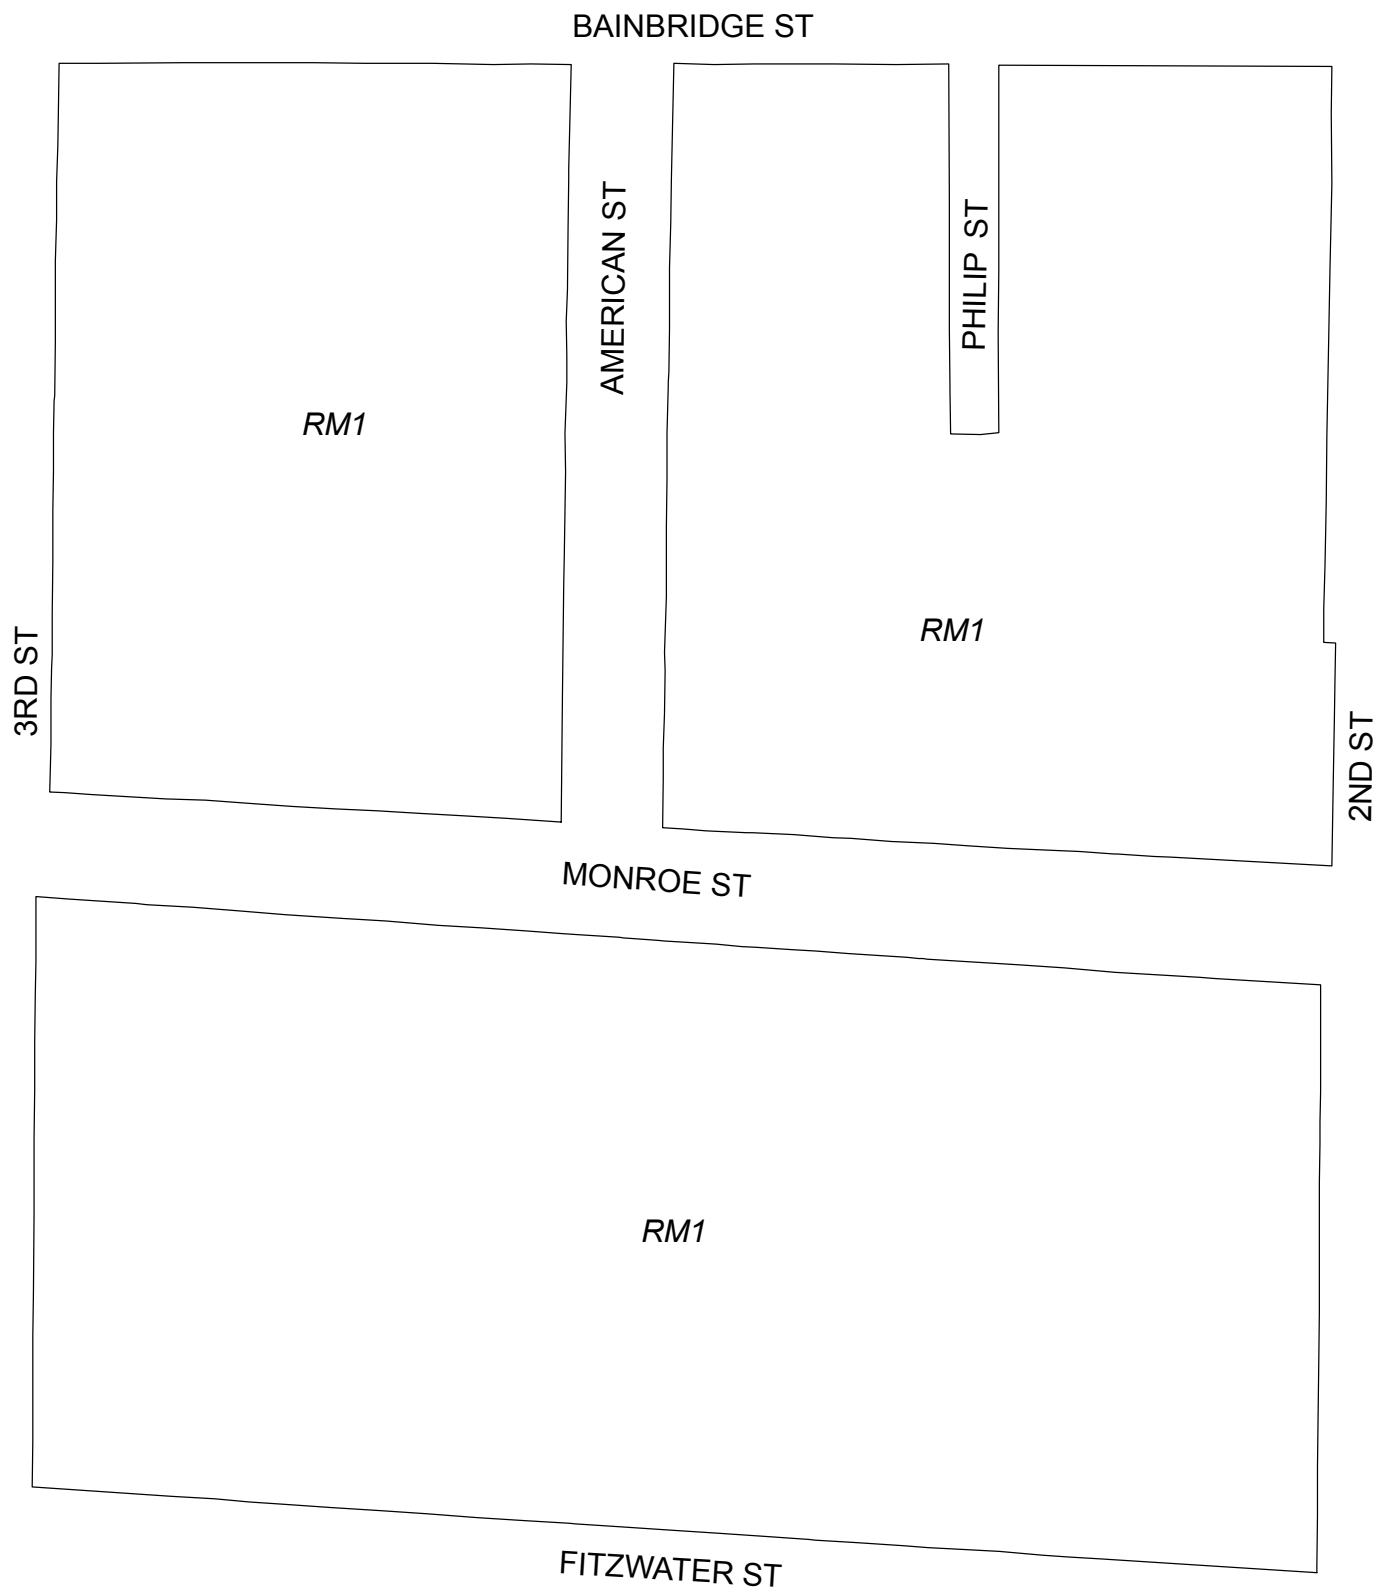 BAINBRIDGE ST
AMERICAN ST
PHILIP ST
RM1
RM1
3RD ST
2ND ST
MONROE ST
RM1
FITZWATER ST